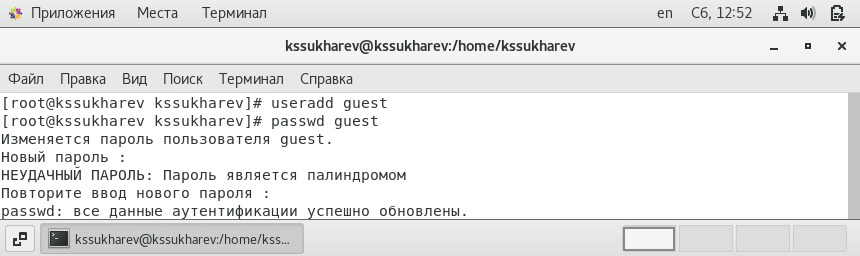 Приложения Места Терминал en Сб, 12:52
kssukharev@kssukharev:/home/kssukharev
Файл Правка Вид Поиск Терминал Справка
[root@kssukharev kssukharev]# useradd guest
[root@kssukharev kssukharev]# passwd guest
Изменяется пароль пользователя guest.
Новый пароль :
НЕУДАЧНЫЙ ПАРОЛЬ: Пароль является палиндромом
Повторите ввод нового пароля :
passwd: все данные аутентификации успешно обновлены.
kssukharev@kssukharev:/home/kss...